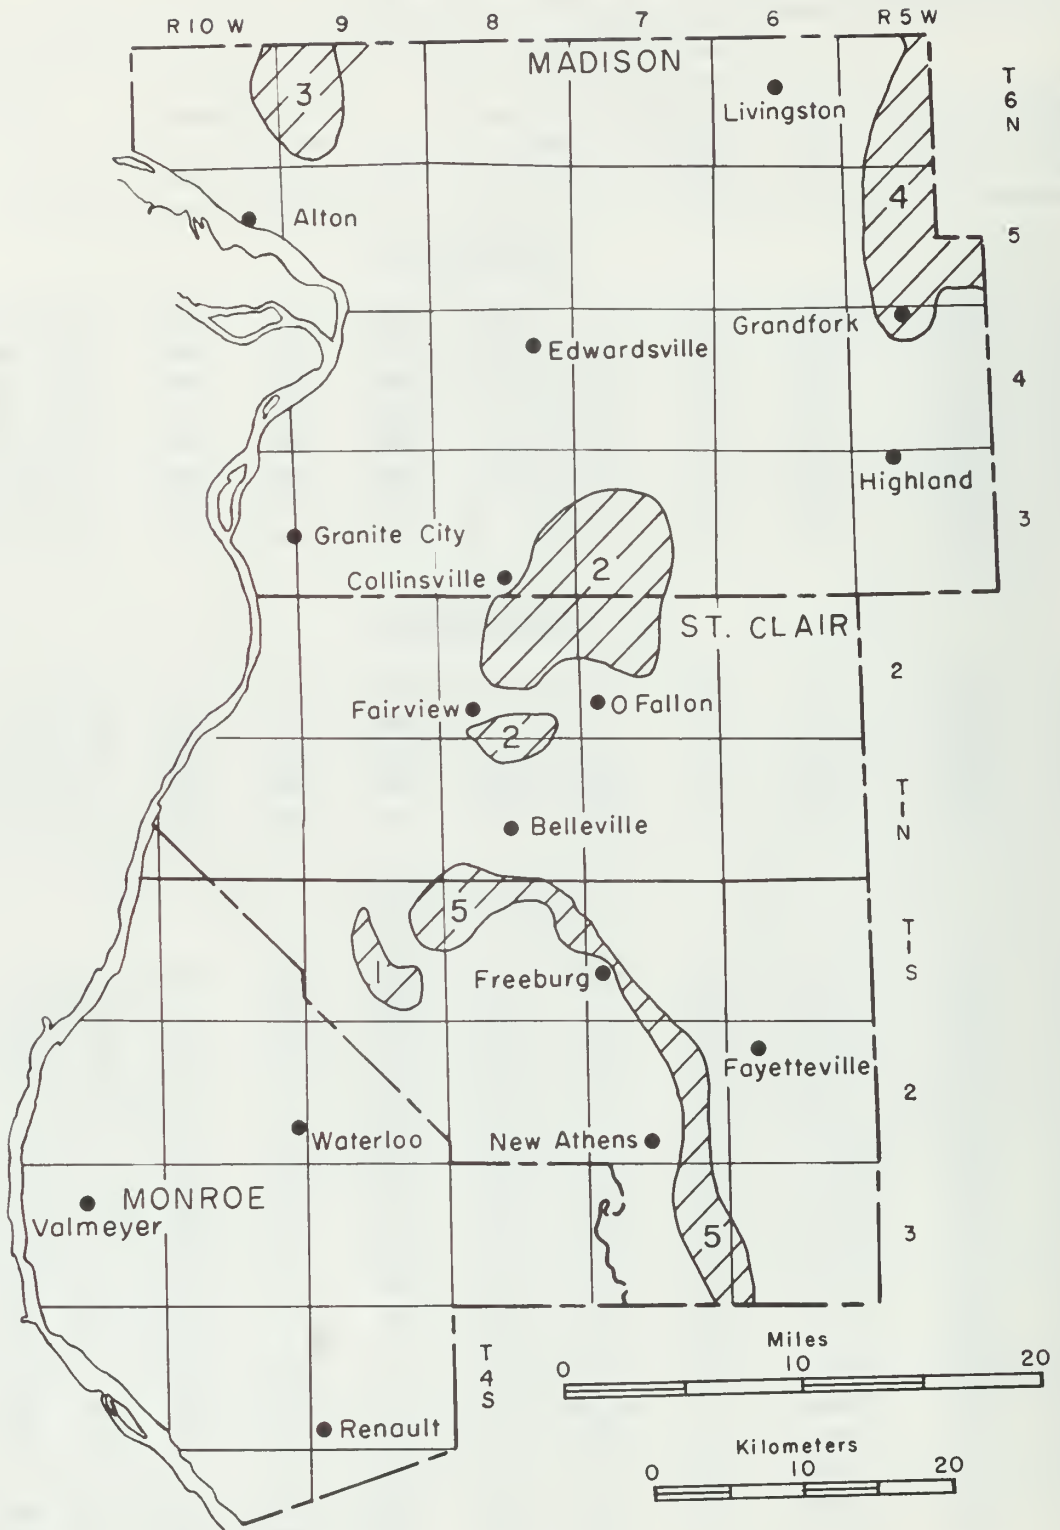 R 10 W 9 8 7 6 R 5 W
MADISON
T
6
N
3
Livingston
4
Alton
5
Grandfork
Edwardsville
4
Highland
3
Granite City
2
Collinsville
ST. CLAIR
2
Fairview
O Fallon
2
T
1
N
Belleville
5
T
1
S
1
Freeburg
Fayetteville
2
Waterloo
New Athens
MONROE
Valmeyer
5
3
Miles
0 10 20
T
4
S
Renault
Kilometers
0 10 20